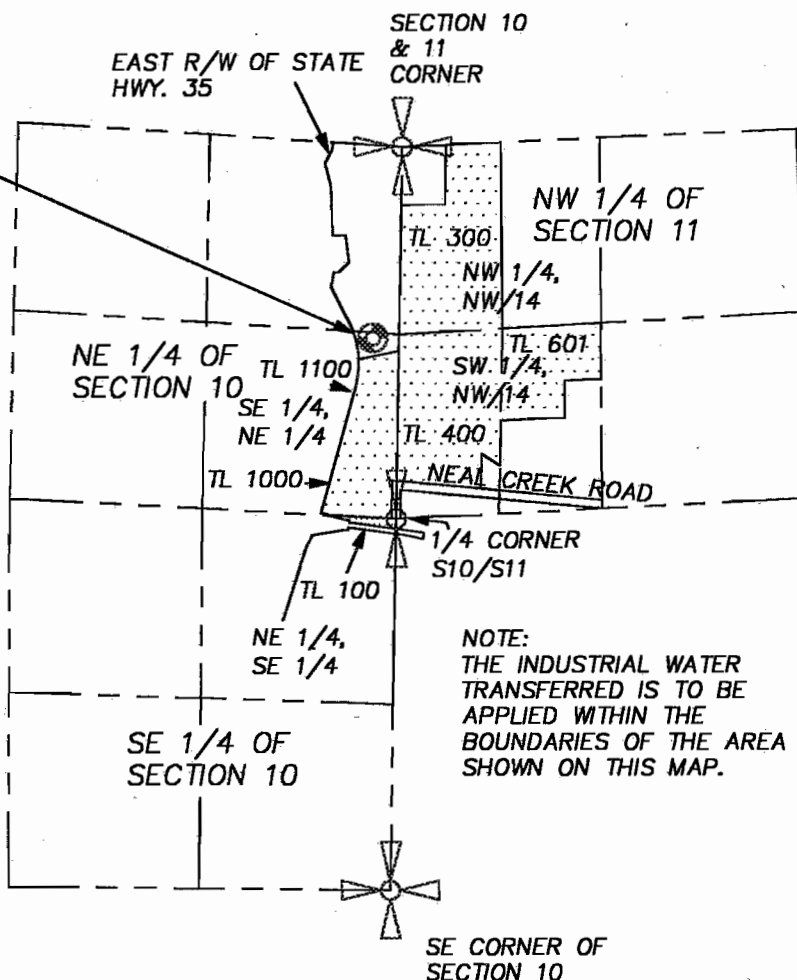 SECTION 10
& 11
CORNER
EAST R/W OF STATE
HWY. 35
NW 1/4 OF
SECTION 11
TL 300
NW 1/4,
NW/14
NE 1/4 OF
SECTION 10
TL 1100
SE 1/4,
NE 1/4
TL 601
SW 1/4,
NW/14
TL 400
TL 1000
NEAL CREEK ROAD
1/4 CORNER
S10/S11
TL 100
NE 1/4,
SE 1/4
NOTE:
THE INDUSTRIAL WATER
TRANSFERRED IS TO BE
APPLIED WITHIN THE
BOUNDARIES OF THE AREA
SHOWN ON THIS MAP.
SE 1/4 OF
SECTION 10
SE CORNER OF
SECTION 10